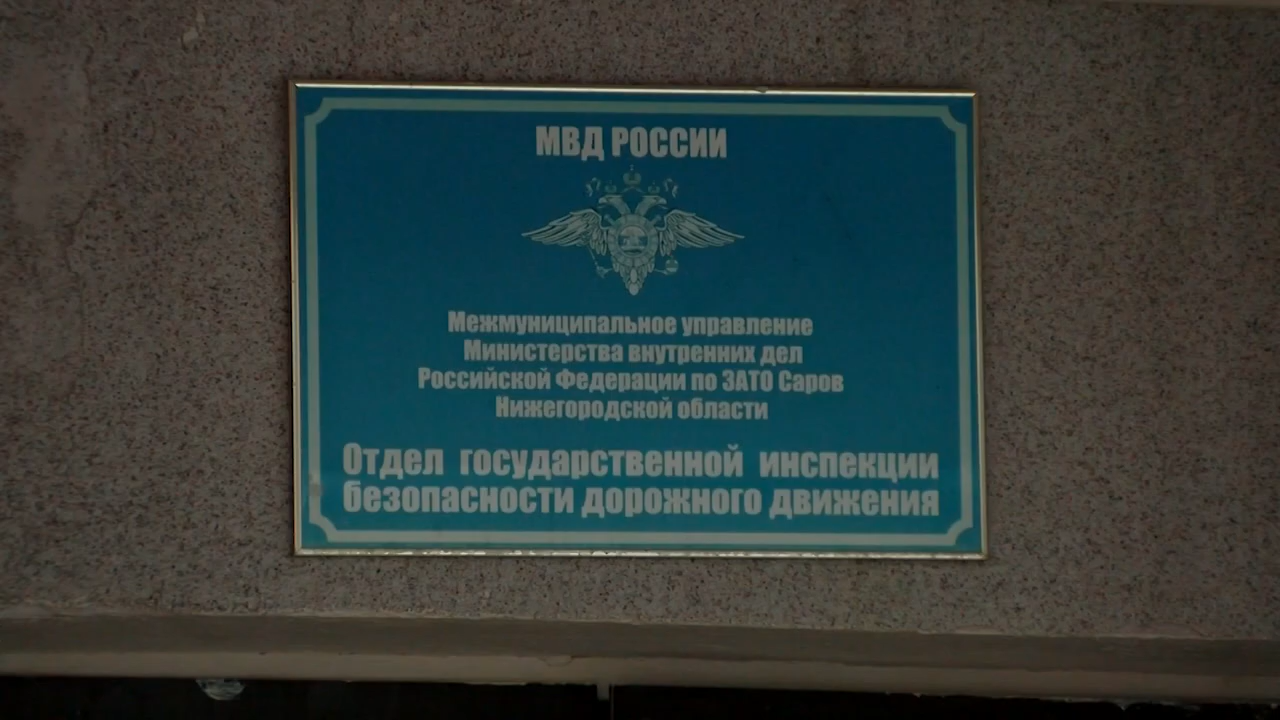 МВД РОССИИ
Межмуниципальное управление
Министерства внутренних дел
Российской Федерации по ЗАТО Саров
Нижегородской области
Отдел государственной инспекции
безопасности дорожного движения